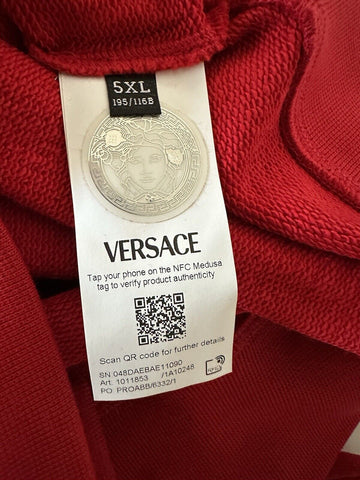 5XL
195/116B
VERSACE
Tap your phone on the NFC Medusa
tag to verify product authenticity
Scan QR code for further details
SN:048DAEBAE11090
Art: 1011853 /1A10248
PO: PROABB/6332/1